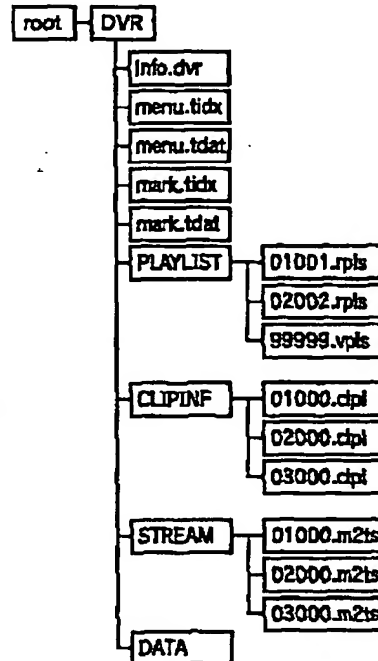 root DVR
info.dvr
menu.tidx
menu.tdat
mark.tidx
mark.tdat
PLAYLIST 01001.rpls
02002.rpls
99999.vpls
CLIPINF 01000.clpi
02000.clpi
03000.clpi
STREAM 01000.m2ts
02000.m2ts
03000.m2ts
DATA